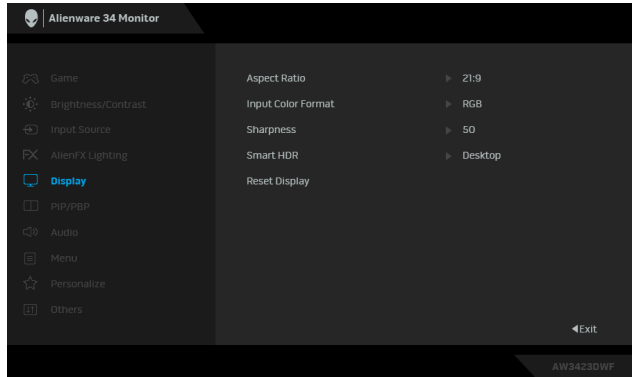 Alienware 34 Monitor
Game
Brightness/Contrast
Input Source
FX AlienFX Lighting
Display
PIP/PBP
Audio
Menu
Personalize
Others
Aspect Ratio 21:9
Input Color Format RGB
Sharpness 50
Smart HDR Desktop
Reset Display
Exit
AW3423DWF